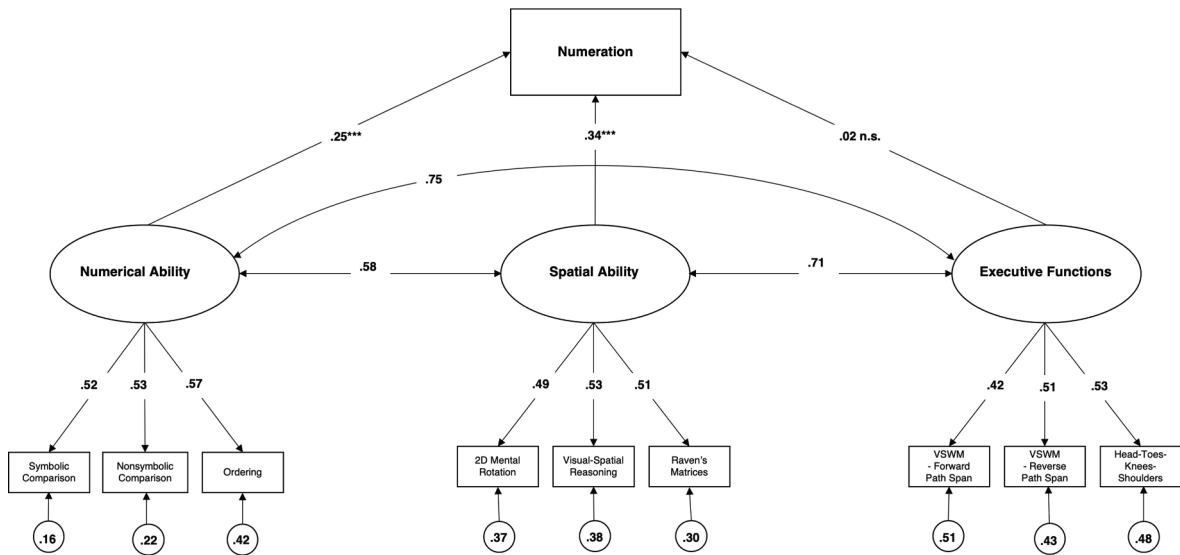 Numeration
.25***
.34***
.02 n.s.
.75
Numerical Ability
.58
Spatial Ability
.71
Executive Functions
.52
.53
.57
.49
.53
.51
.42
.51
.53
Symbolic
Comparison
Nonsymbolic
Comparison
Ordering
2D Mental
Rotation
Visual-Spatial
Reasoning
Raven's
Matrices
VSWM
- Forward
Path Span
VSWM
- Reverse
Path Span
Head-Toes-
Knees-
Shoulders
.16
.22
.42
.37
.38
.30
.51
.43
.48